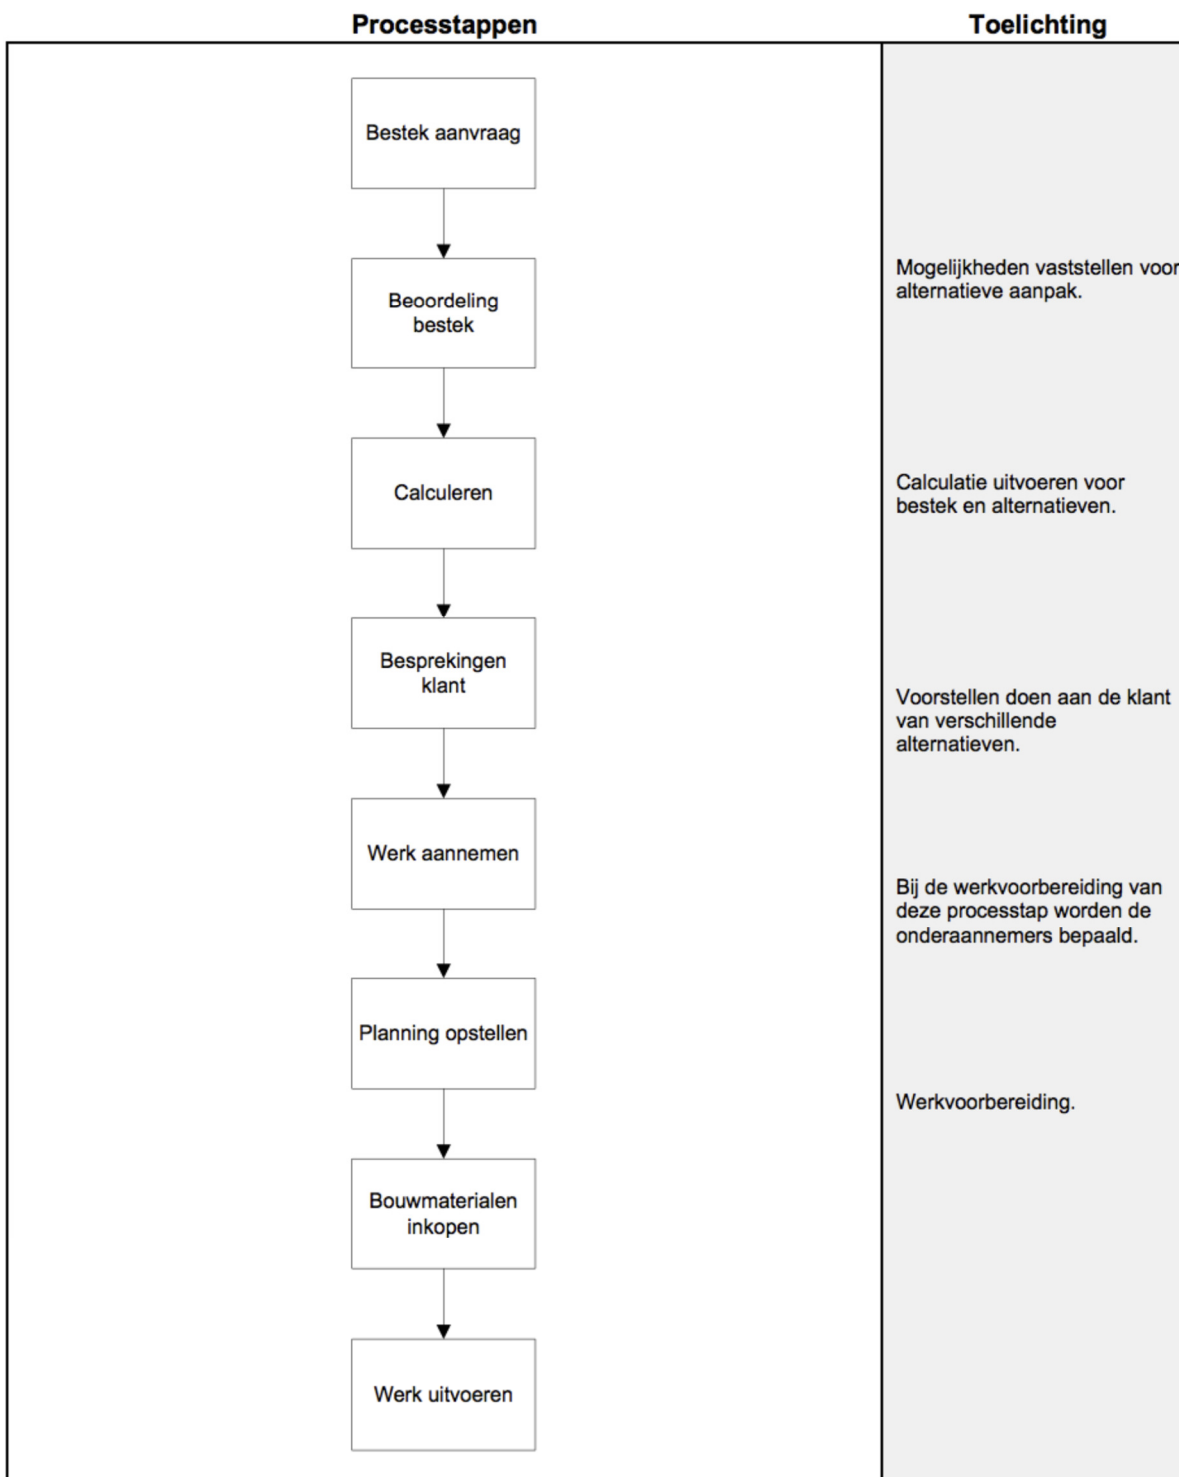 Processtappen
Toelichting
Bestek aanvraag
Beoordeling
bestek
Mogelijkheden vaststellen voor
alternatieve aanpak.
Calculeren
Calculatie uitvoeren voor
bestek en alternatieven.
Besprekingen
klant
Voorstellen doen aan de klant
van verschillende
alternatieven.
Werk aannemen
Bij de werkvoorbereiding van
deze processtap worden de
onderaannemers bepaald.
Planning opstellen
Werkvoorbereiding.
Bouwmaterialen
inkopen
Werk uitvoeren